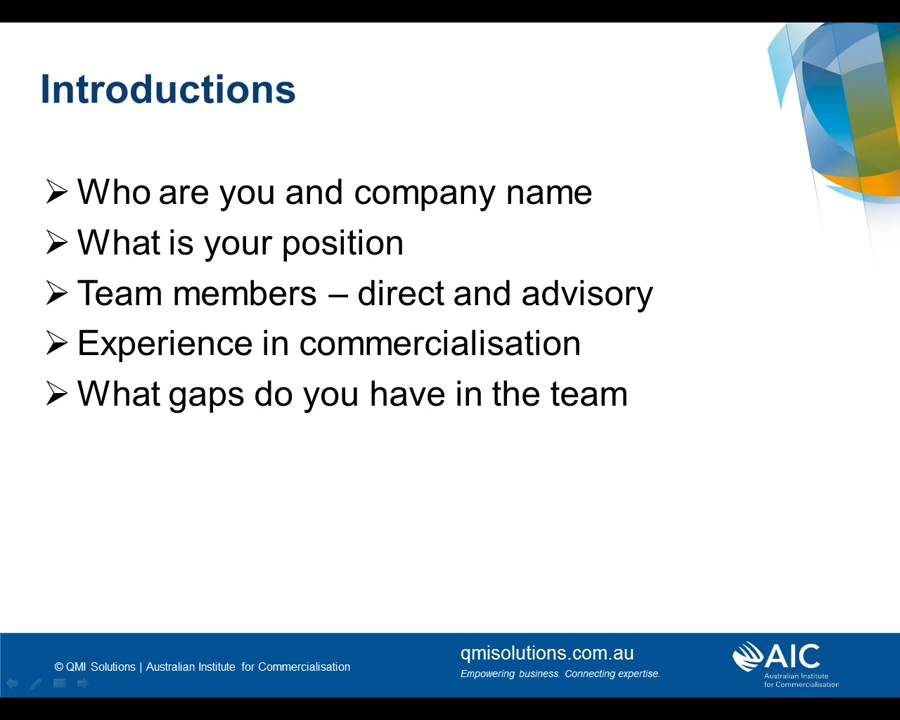 Introductions
➢ Who are you and company name
➢ What is your position
➢ Team members – direct and advisory
➢ Experience in commercialisation
➢ What gaps do you have in the team
© QMI Solutions | Australian Institute for Commercialisation
qmisolutions.com.au
Empowering business. Connecting expertise.
AIC
Australian Institute
for Commercialisation